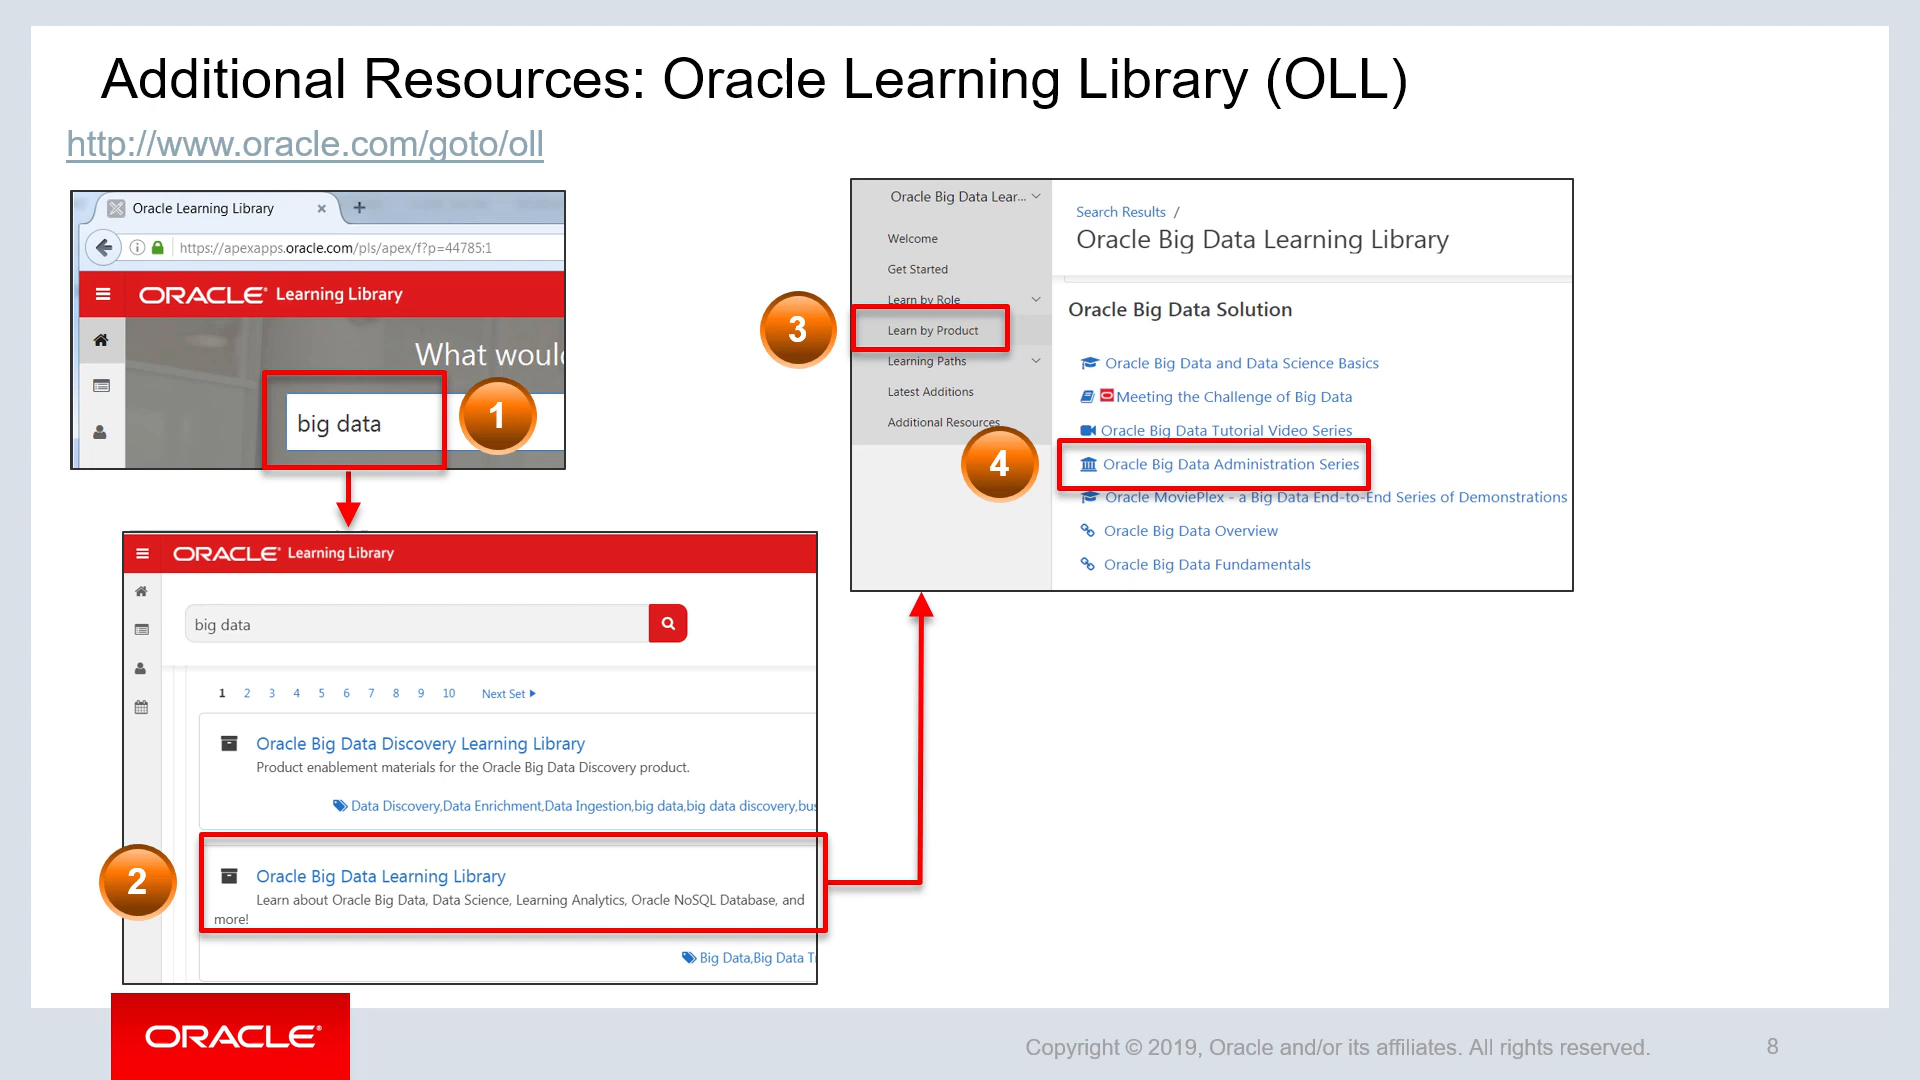 Additional Resources: Oracle Learning Library (OLL)
http://www.oracle.com/goto/oll
Oracle Learning Library
https://apexapps.oracle.com/pls/apex/f?p=44785:1
ORACLE Learning Library
What would
big data
1
ORACLE Learning Library
big data
1 2 3 4 5 6 7 8 9 10 Next Set
Oracle Big Data Discovery Learning Library
Product enablement materials for the Oracle Big Data Discovery product.
Data Discovery,Data Enrichment,Data Ingestion,big data,big data discovery,bus
2
Oracle Big Data Learning Library
Learn about Oracle Big Data, Data Science, Learning Analytics, Oracle NoSQL Database, and
more!
Big Data,Big Data T
Oracle Big Data Lear...
Welcome
Get Started
Learn by Role
3
Learn by Product
Learning Paths
Latest Additions
Additional Resources
Search Results /
Oracle Big Data Learning Library
Oracle Big Data Solution
Oracle Big Data and Data Science Basics
Meeting the Challenge of Big Data
Oracle Big Data Tutorial Video Series
4
Oracle Big Data Administration Series
Oracle MoviePlex - a Big Data End-to-End Series of Demonstrations
Oracle Big Data Overview
Oracle Big Data Fundamentals
ORACLE
Copyright © 2019, Oracle and/or its affiliates. All rights reserved.
8